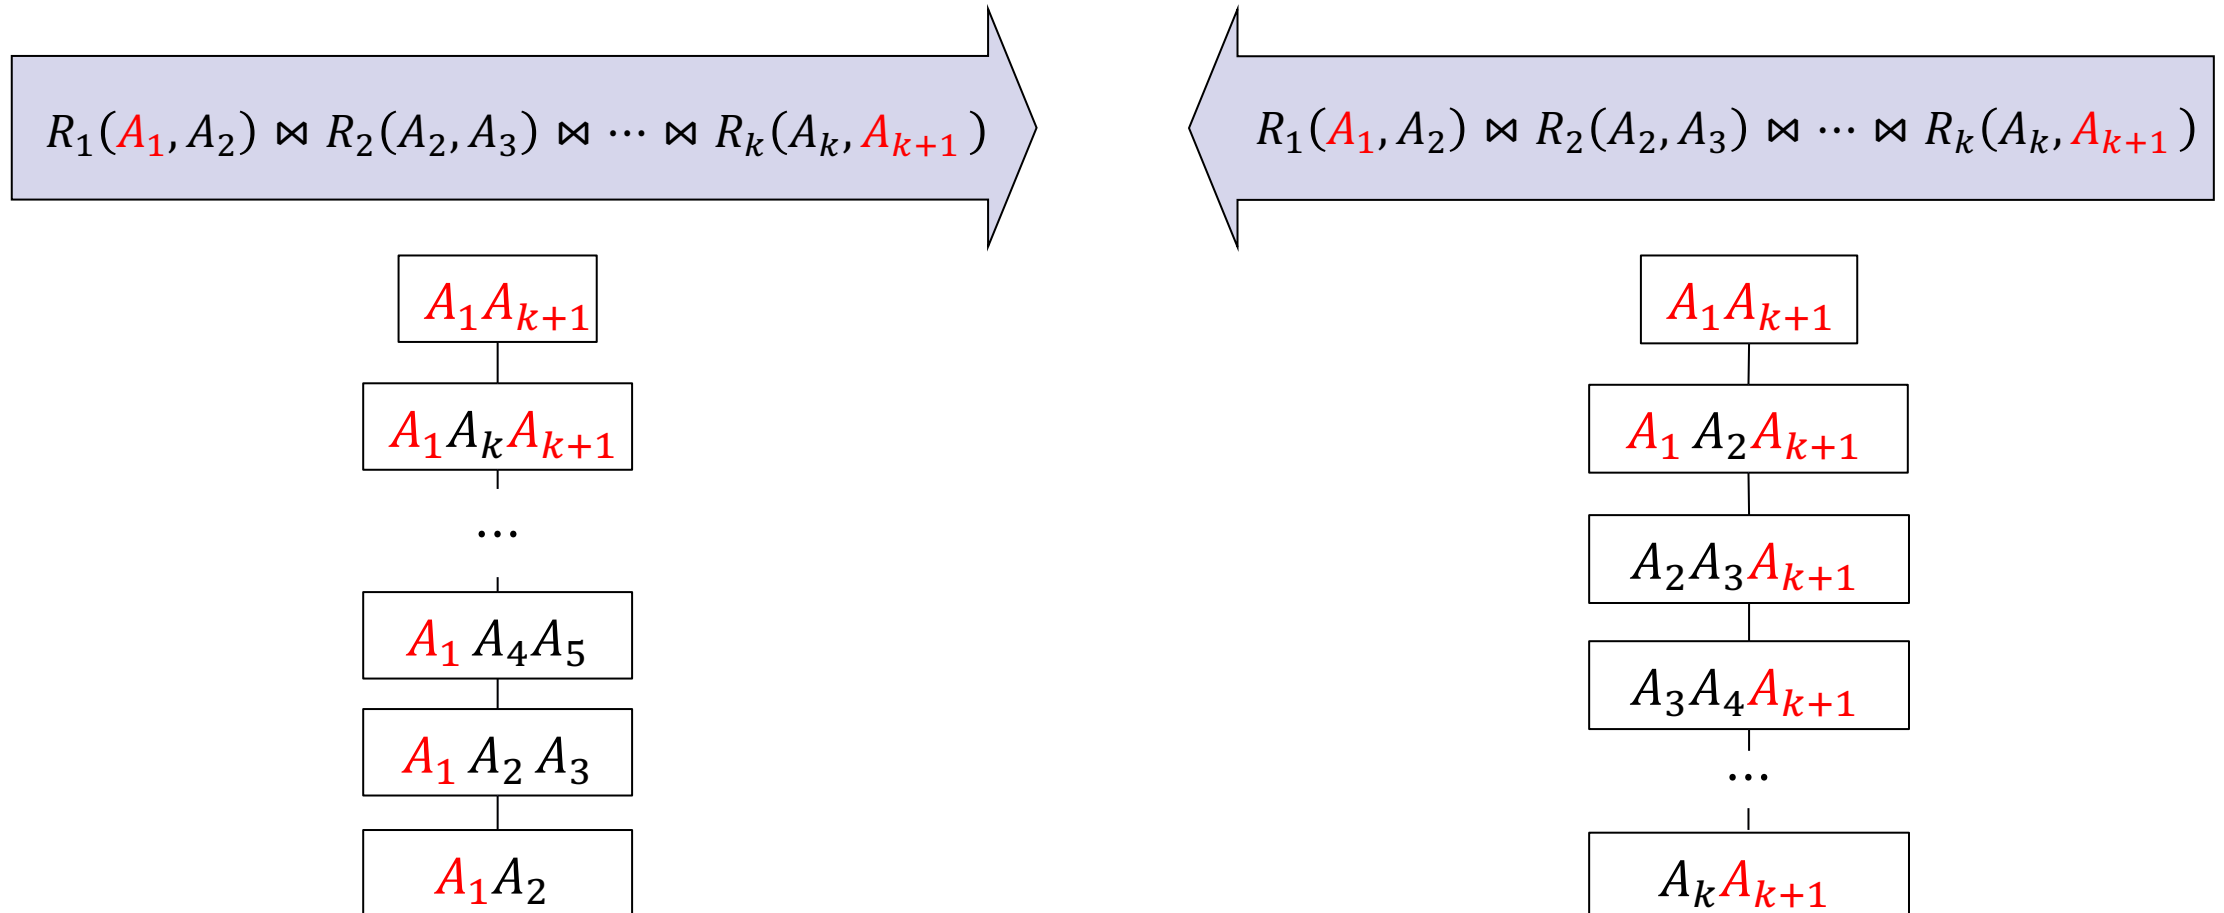 R₁(A₁, A₂) ⋈ R₂(A₂, A₃) ⋈ ⋯ ⋈ Rₖ(Aₖ, Aₖ₊₁)
A₁Aₖ₊₁
A₁AₖAₖ₊₁
⋯
A₁ A₄A₅
A₁ A₂ A₃
A₁A₂
R₁(A₁, A₂) ⋈ R₂(A₂, A₃) ⋈ ⋯ ⋈ Rₖ(Aₖ, Aₖ₊₁)
A₁Aₖ₊₁
A₁ A₂Aₖ₊₁
A₂A₃Aₖ₊₁
A₃A₄Aₖ₊₁
⋯
AₖAₖ₊₁